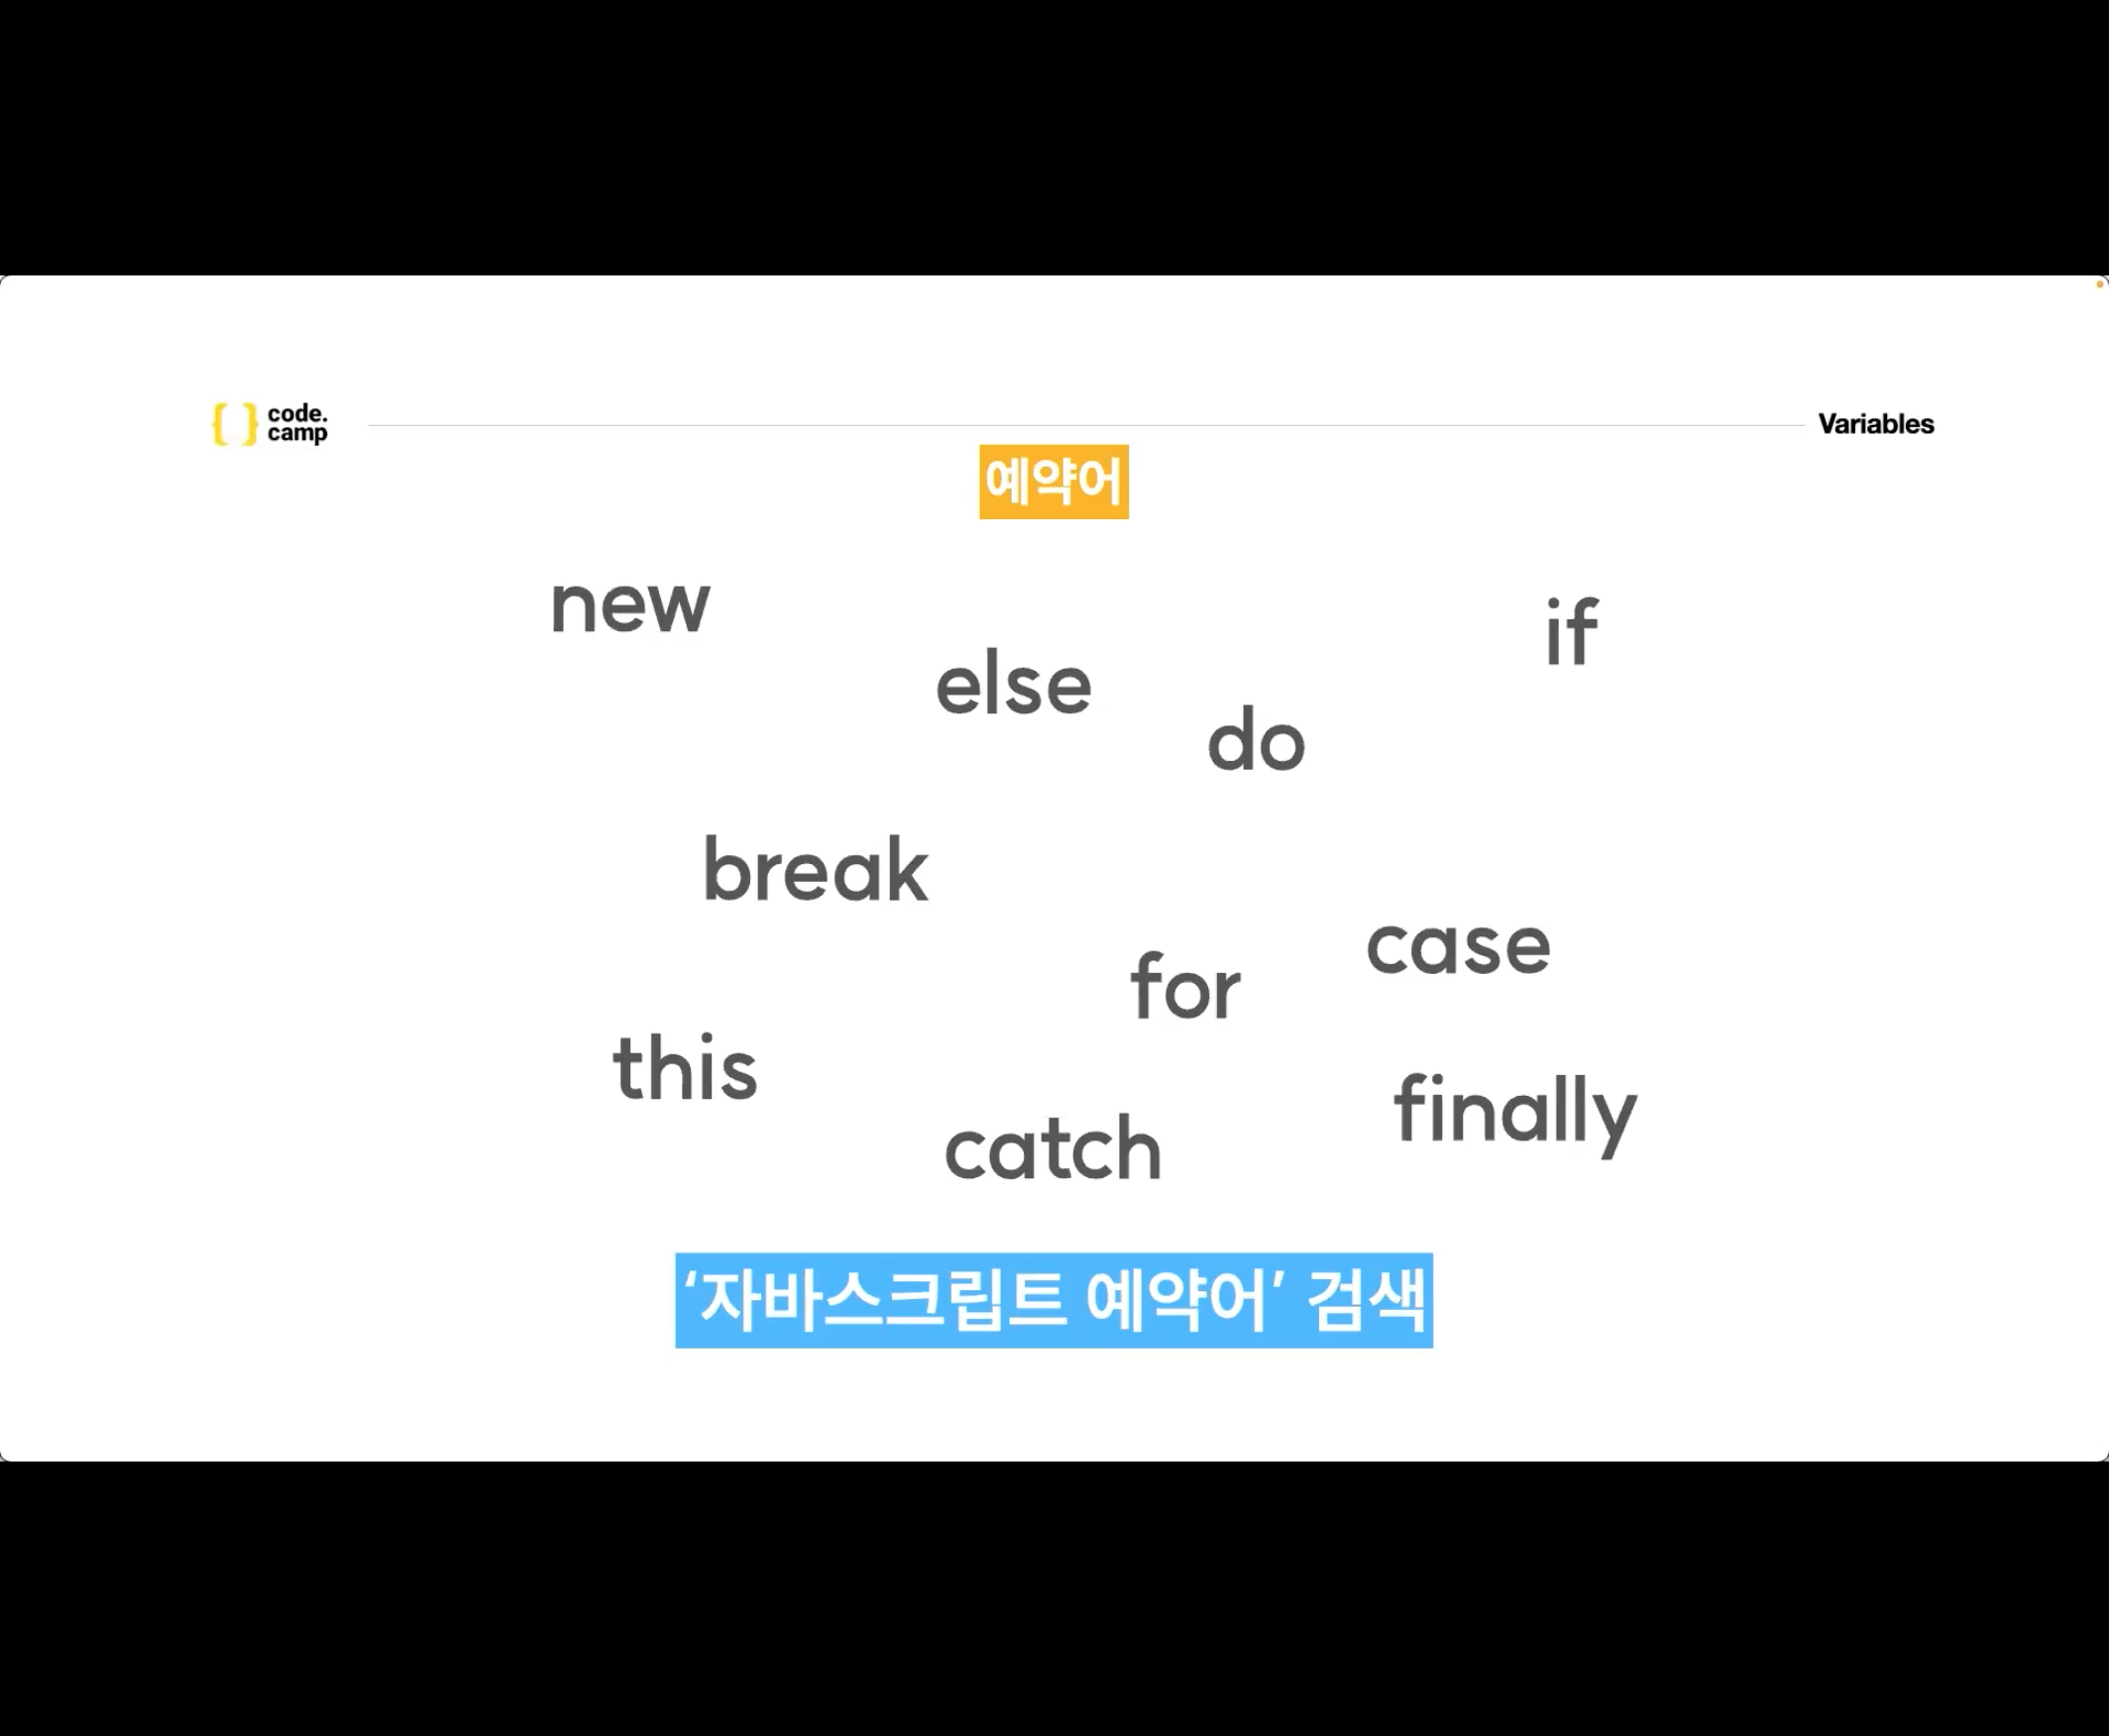 code.
camp
Variables
예약어
new
if
else
do
break
case
for
this
finally
catch
‘자바스크립트 예약어’ 검색